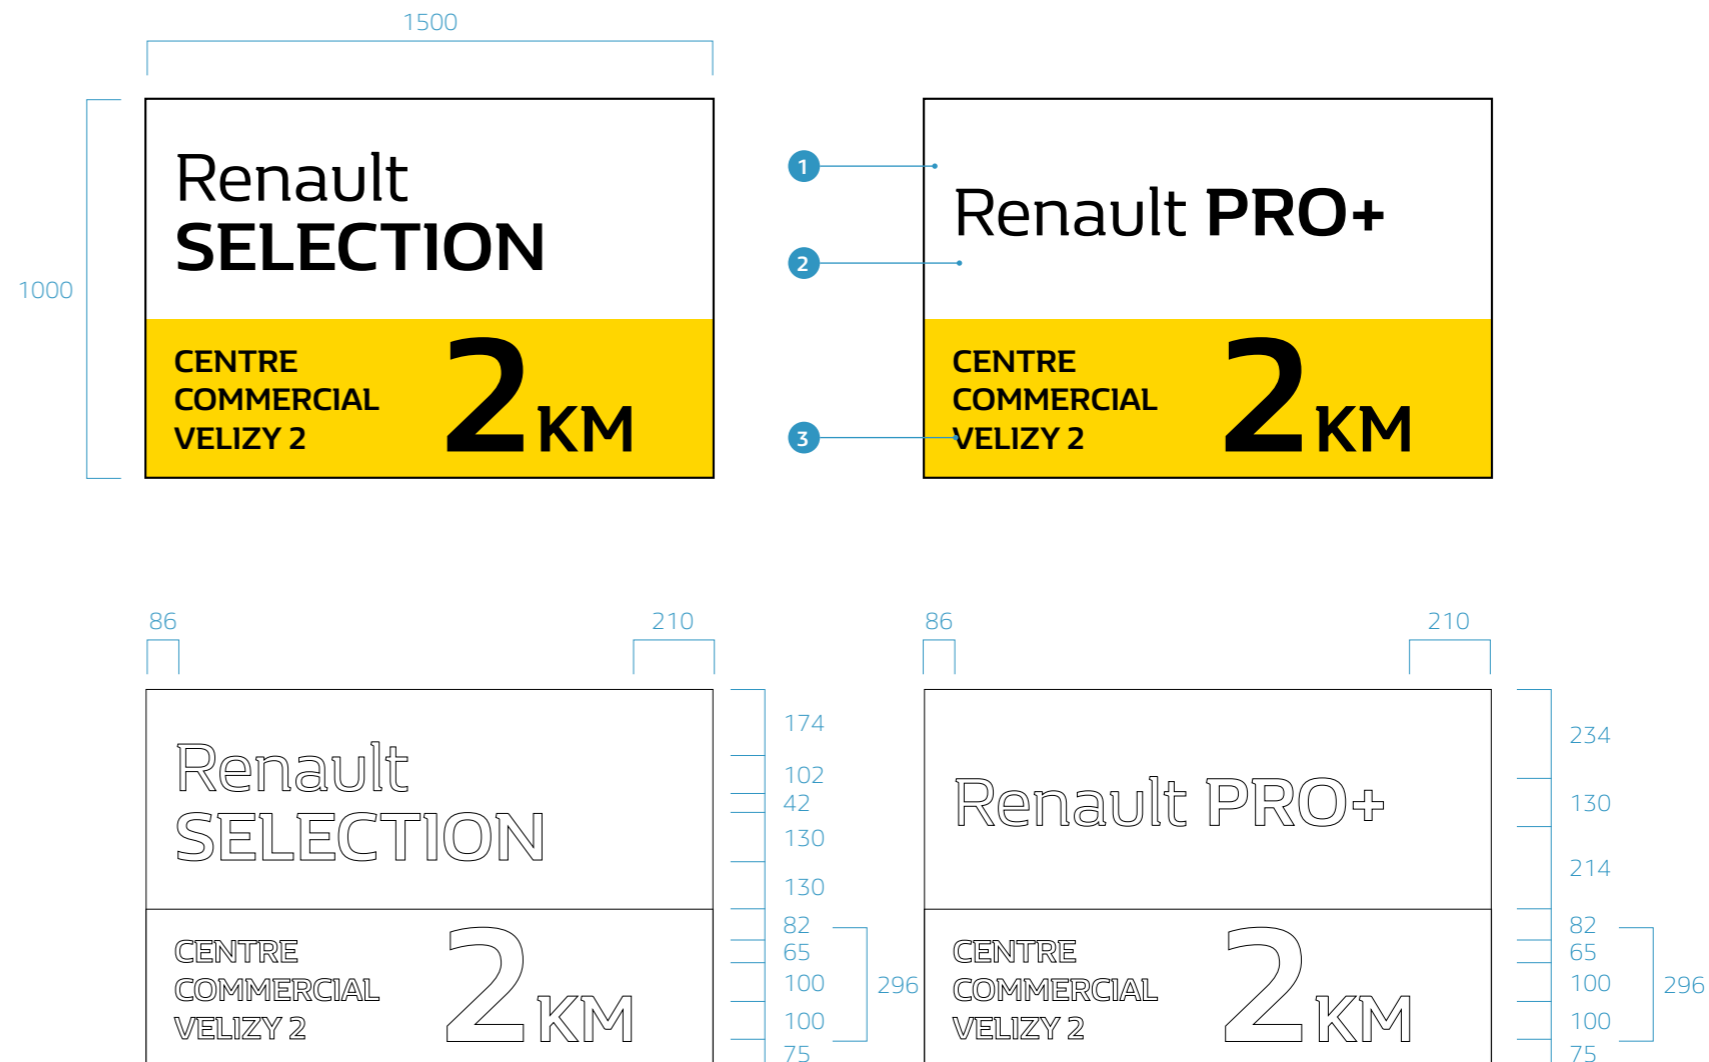 1500
1000
Renault
SELECTION
CENTRE
COMMERCIAL
VELIZY 2
2 KM
1
2
3
Renault PRO+
CENTRE
COMMERCIAL
VELIZY 2
2 KM
86
210
Renault
SELECTION
CENTRE
COMMERCIAL
VELIZY 2
2 KM
174
102
42
130
130
82
65
100
100
75
296
86
210
Renault PRO+
CENTRE
COMMERCIAL
VELIZY 2
2 KM
234
130
214
82
65
100
100
75
296